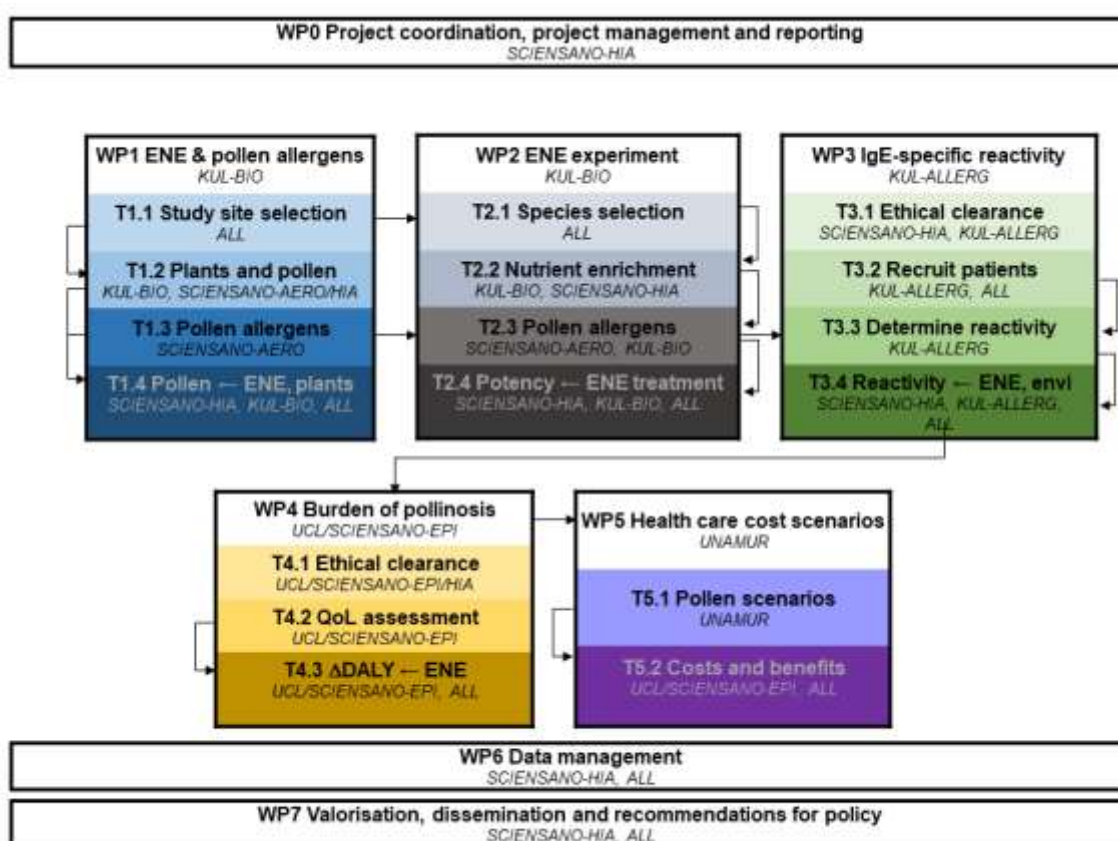 WP0 Project coordination, project management and reporting
SCIENSANO-HIA
WP1 ENE & pollen allergens
KUL-BIO
T1.1 Study site selection
ALL
T1.2 Plants and pollen
KUL-BIO, SCIENSANO-AERO/HIA
T1.3 Pollen allergens
SCIENSANO-AERO
T1.4 Pollen ← ENE, plants
SCIENSANO-HIA, KUL-BIO, ALL
WP2 ENE experiment
KUL-BIO
T2.1 Species selection
ALL
T2.2 Nutrient enrichment
KUL-BIO, SCIENSANO-HIA
T2.3 Pollen allergens
SCIENSANO-AERO, KUL-BIO
T2.4 Potency ← ENE treatment
SCIENSANO-HIA, KUL-BIO, ALL
WP3 IgE-specific reactivity
KUL-ALLERG
T3.1 Ethical clearance
SCIENSANO-HIA, KUL-ALLERG
T3.2 Recruit patients
KUL-ALLERG, ALL
T3.3 Determine reactivity
KUL-ALLERG
T3.4 Reactivity ← ENE, envi
SCIENSANO-HIA, KUL-ALLERG,
ALL
WP4 Burden of pollinosis
UCL/SCIENSANO-EPI
T4.1 Ethical clearance
UCL/SCIENSANO-EPI/HIA
T4.2 QoL assessment
UCL/SCIENSANO-EPI
T4.3 ΔDALY ← ENE
UCL/SCIENSANO-EPI, ALL
WP5 Health care cost scenarios
UNAMUR
T5.1 Pollen scenarios
UNAMUR
T5.2 Costs and benefits
UCL/SCIENSANO-EPI, ALL
WP6 Data management
SCIENSANO-HIA, ALL
WP7 Valorisation, dissemination and recommendations for policy
SCIENSANO-HIA, ALL